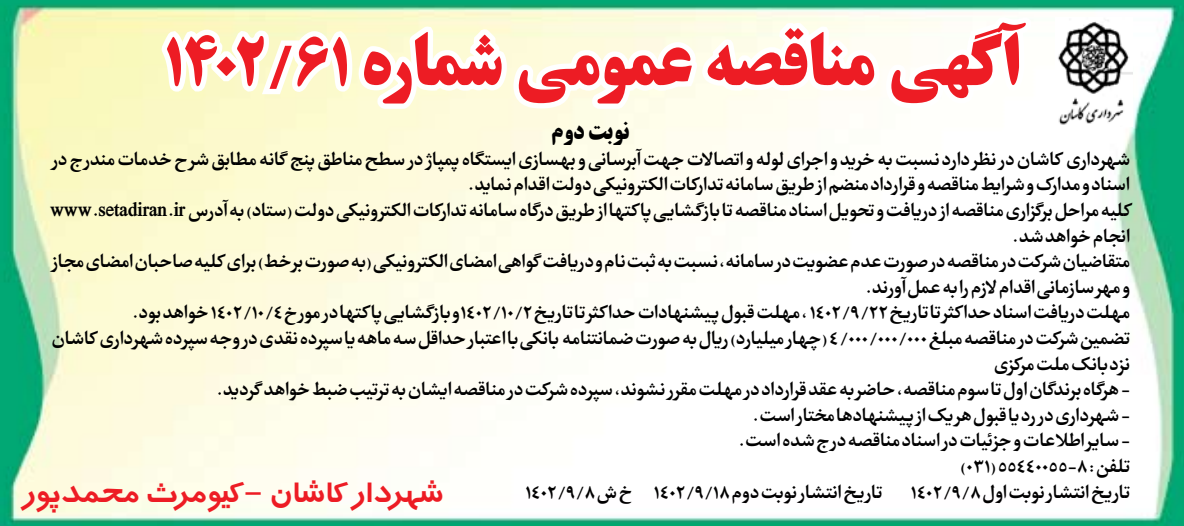 آگهی مناقصه عمومی شماره ۱۴۰۲/۶۱
شهرداری کاشان
نوبت دوم
شهرداری کاشان در نظر دارد نسبت به خرید و اجرای لوله و اتصالات جهت آبرسانی و بهسازی ایستگاه پمپاژ در سطح مناطق پنج گانه مطابق شرح خدمات مندرج در
اسناد و مدارک و شرایط مناقصه و قرارداد منضم از طریق سامانه تدارکات الکترونیکی دولت اقدام نماید.
کلیه مراحل برگزاری مناقصه از دریافت و تحویل اسناد مناقصه تا بازگشایی پاکتها از طریق درگاه سامانه تدارکات الکترونیکی دولت (ستاد) به آدرس www.setadiran.ir
انجام خواهد شد.
متقاضیان شرکت در مناقصه در صورت عدم عضویت در سامانه، نسبت به ثبت نام و دریافت گواهی امضای الکترونیکی (به صورت برخط) برای کلیه صاحبان امضای مجاز
و مهر سازمانی اقدام لازم را به عمل آورند.
مهلت دریافت اسناد حداکثر تا تاریخ ۱۴۰۲/۹/۲۲ ، مهلت قبول پیشنهادات حداکثر تا تاریخ ۱۴۰۲/۱۰/۲ و بازگشایی پاکتها در مورخ ۱۴۰۲/۱۰/۴ خواهد بود.
تضمین شرکت در مناقصه مبلغ ۴/۰۰۰/۰۰۰/۰۰۰ (چهار میلیارد) ریال به صورت ضمانتنامه بانکی با اعتبار حداقل سه ماهه یا سپرده نقدی در وجه سپرده شهرداری کاشان
نزد بانک ملت مرکزی
- هرگاه برندگان اول تا سوم مناقصه، حاضر به عقد قرارداد در مهلت مقرر نشوند، سپرده شرکت در مناقصه ایشان به ترتیب ضبط خواهد گردید.
- شهرداری در رد یا قبول هر یک از پیشنهادها مختار است.
- سایر اطلاعات و جزئیات در اسناد مناقصه درج شده است.
تلفن: ۸-۵۵۴۴۰۰۵۵ (۰۳۱)
تاریخ انتشار نوبت اول ۱۴۰۲/۹/۸ تاریخ انتشار نوبت دوم ۱۴۰۲/۹/۱۸ خ ش ۱۴۰۲/۹/۸
شهردار کاشان - کیومرث محمدپور